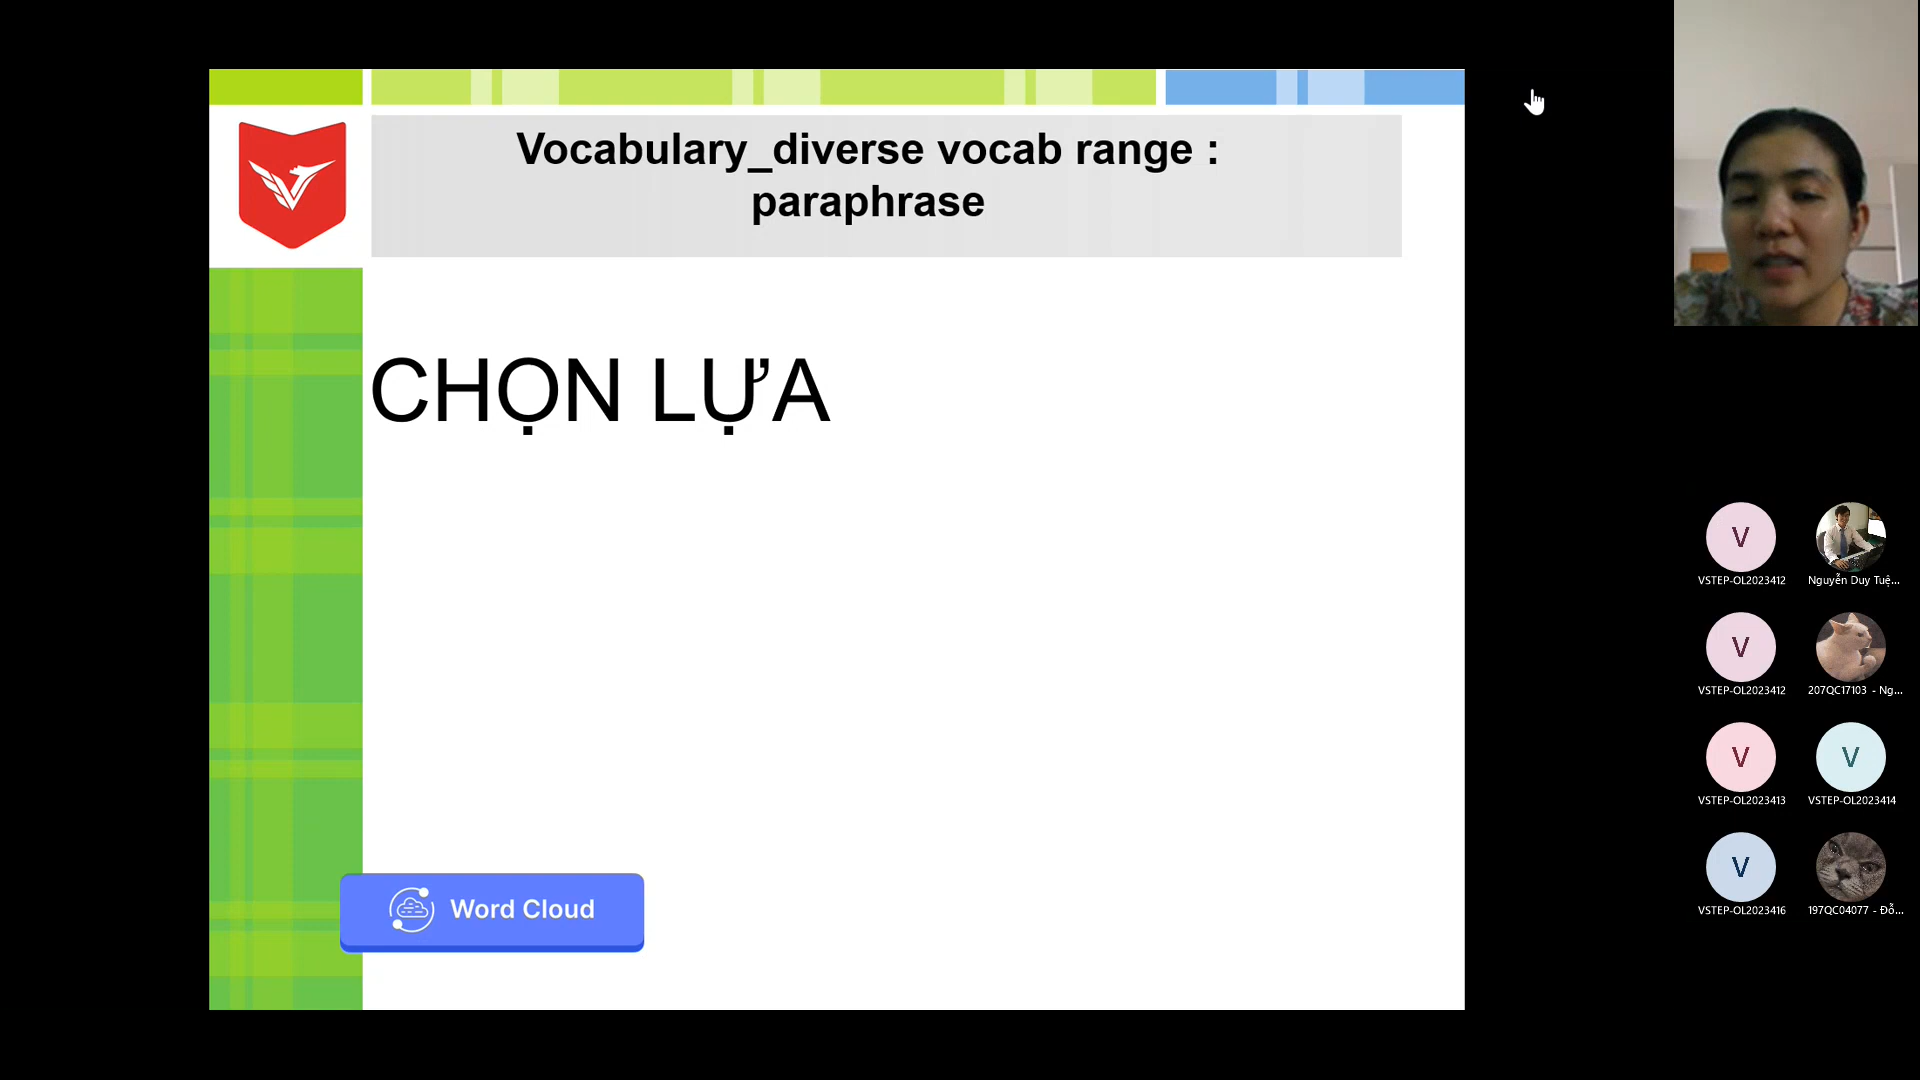 Vocabulary_diverse vocab range :
paraphrase
CHỌN LỰA
Word Cloud
V
VSTEP-OL2023412
Nguyễn Duy Tuệ...
V
VSTEP-OL2023412
207QC17103 - Ng...
V
VSTEP-OL2023413
V
VSTEP-OL2023414
V
VSTEP-OL2023416
197QC04077 - Đỗ...